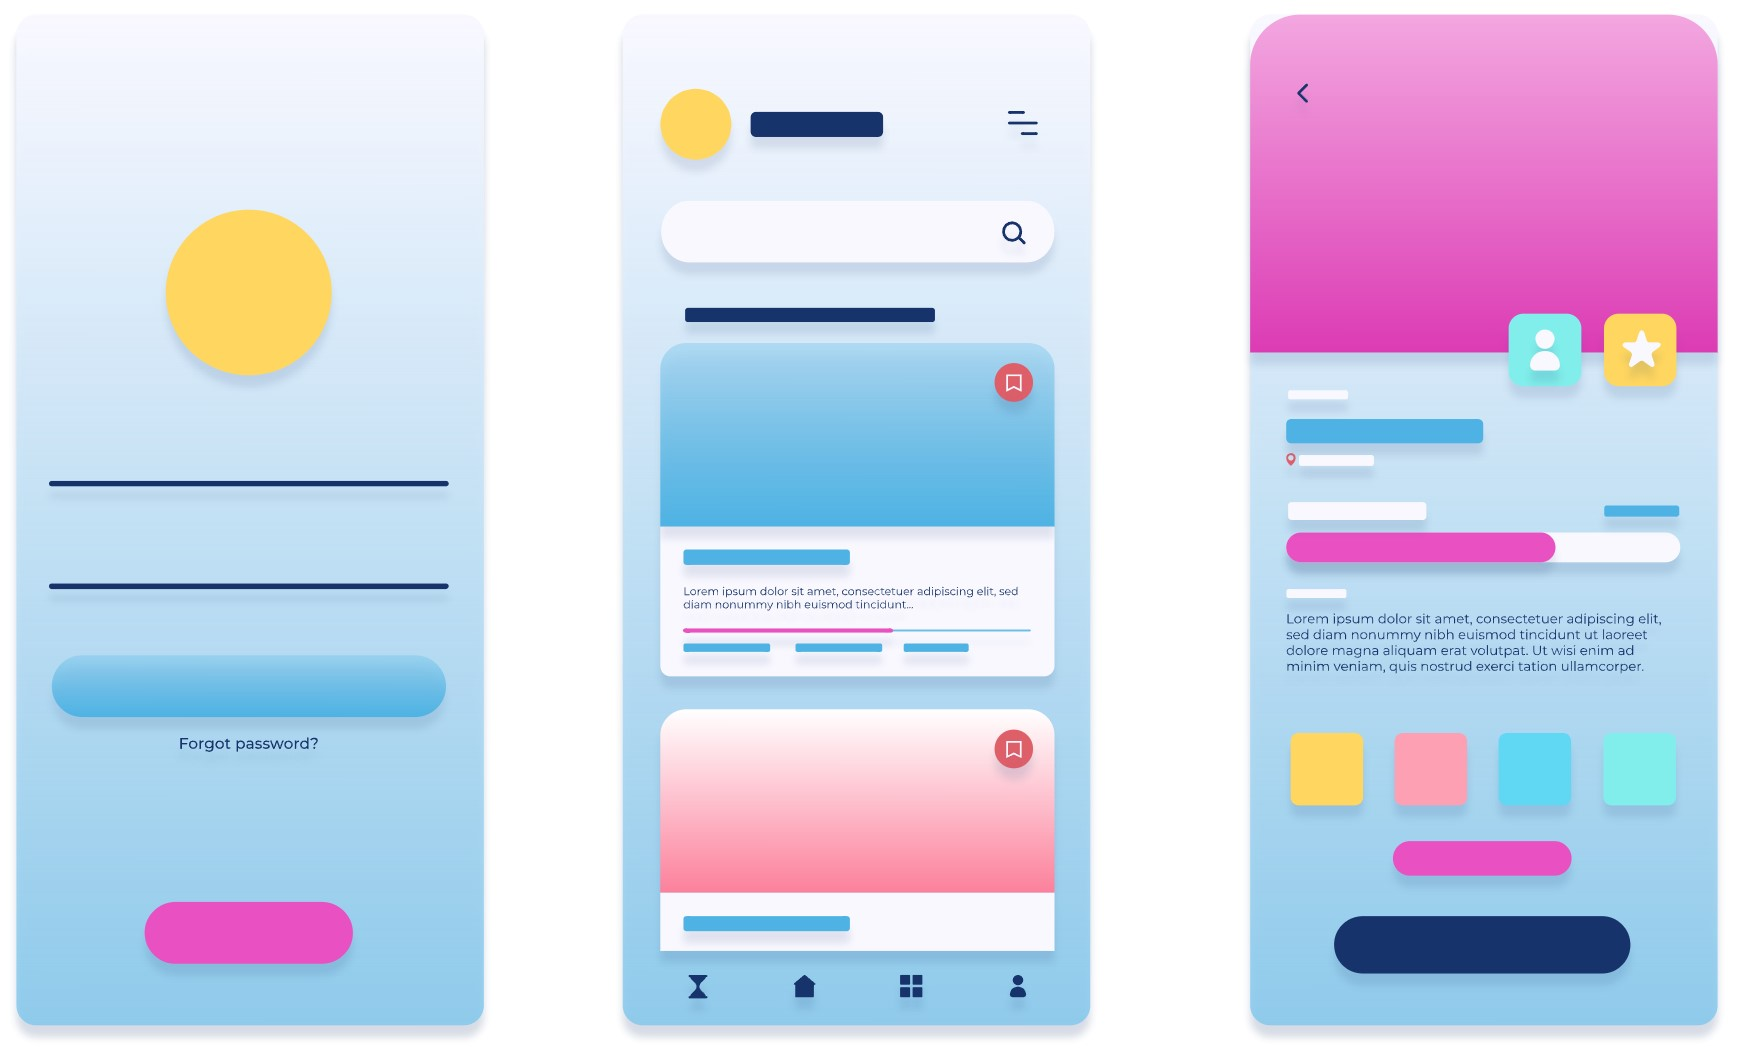 Forgot password?
Lorem ipsum dolor sit amet, consectetuer adipiscing elit, sed
diam nonummy nibh euismod tincidunt...
Lorem ipsum dolor sit amet, consectetuer adipiscing elit,
sed diam nonummy nibh euismod tincidunt ut laoreet
dolore magna aliquam erat volutpat. Ut wisi enim ad
minim veniam, quis nostrud exerci tation ullamcorper.